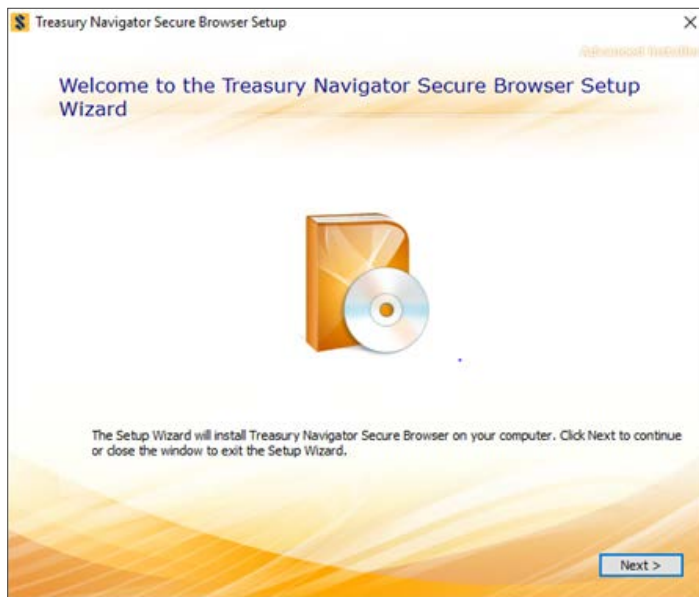 Treasury Navigator Secure Browser Setup
Advanced Installer
Welcome to the Treasury Navigator Secure Browser Setup
Wizard
The Setup Wizard will install Treasury Navigator Secure Browser on your computer. Click Next to continue
or close the window to exit the Setup Wizard.
Next >